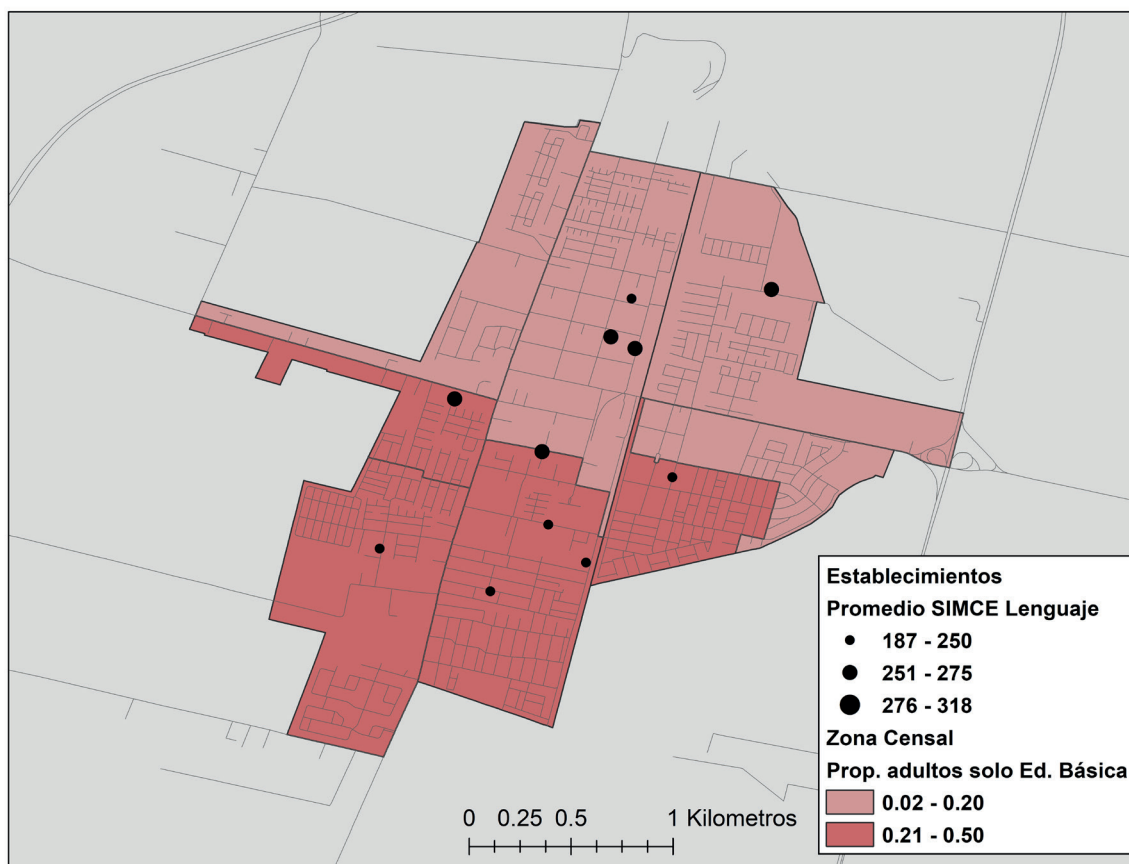 Establecimientos
Promedio SIMCE Lenguaje
187 - 250
251 - 275
276 - 318
Zona Censal
Prop. adultos solo Ed. Básica
0.02 - 0.20
0.21 - 0.50
0 0.25 0.5 1 Kilometros